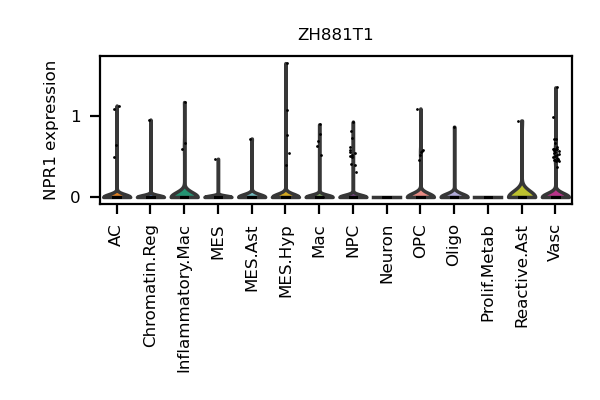 ZH881T1
NPR1 expression
1
0
AC
Chromatin.Reg
Inflammatory.Mac
MES
MES.Ast
MES.Hyp
Mac
NPC
Neuron
OPC
Oligo
Prolif.Metab
Reactive.Ast
Vasc